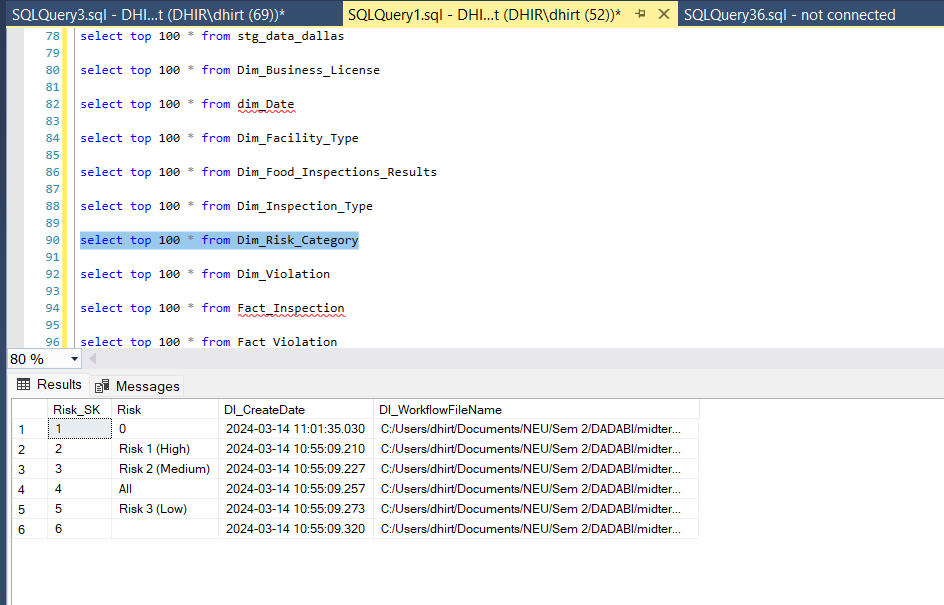 SQLQuery3.sql - DHI...t (DHIR\dhirt (69))* SQLQuery1.sql - DHI...t (DHIR\dhirt (52))* SQLQuery36.sql - not connected
78 select top 100 * from stg_data_dallas
79
80 select top 100 * from Dim_Business_License
81
82 select top 100 * from dim_Date
83
84 select top 100 * from Dim_Facility_Type
85
86 select top 100 * from Dim_Food_Inspections_Results
87
88 select top 100 * from Dim_Inspection_Type
89
90 select top 100 * from Dim_Risk_Category
91
92 select top 100 * from Dim_Violation
93
94 select top 100 * from Fact_Inspection
95
96 select top 100 * from Fact_Violation
80 %
Results Messages
Risk_SK Risk DI_CreateDate DI_WorkflowFileName
1 1 0 2024-03-14 11:01:35.030 C:/Users/dhirt/Documents/NEU/Sem 2/DADABI/midter...
2 2 Risk 1 (High) 2024-03-14 10:55:09.210 C:/Users/dhirt/Documents/NEU/Sem 2/DADABI/midter...
3 3 Risk 2 (Medium) 2024-03-14 10:55:09.227 C:/Users/dhirt/Documents/NEU/Sem 2/DADABI/midter...
4 4 All 2024-03-14 10:55:09.257 C:/Users/dhirt/Documents/NEU/Sem 2/DADABI/midter...
5 5 Risk 3 (Low) 2024-03-14 10:55:09.273 C:/Users/dhirt/Documents/NEU/Sem 2/DADABI/midter...
6 6 2024-03-14 10:55:09.320 C:/Users/dhirt/Documents/NEU/Sem 2/DADABI/midter...